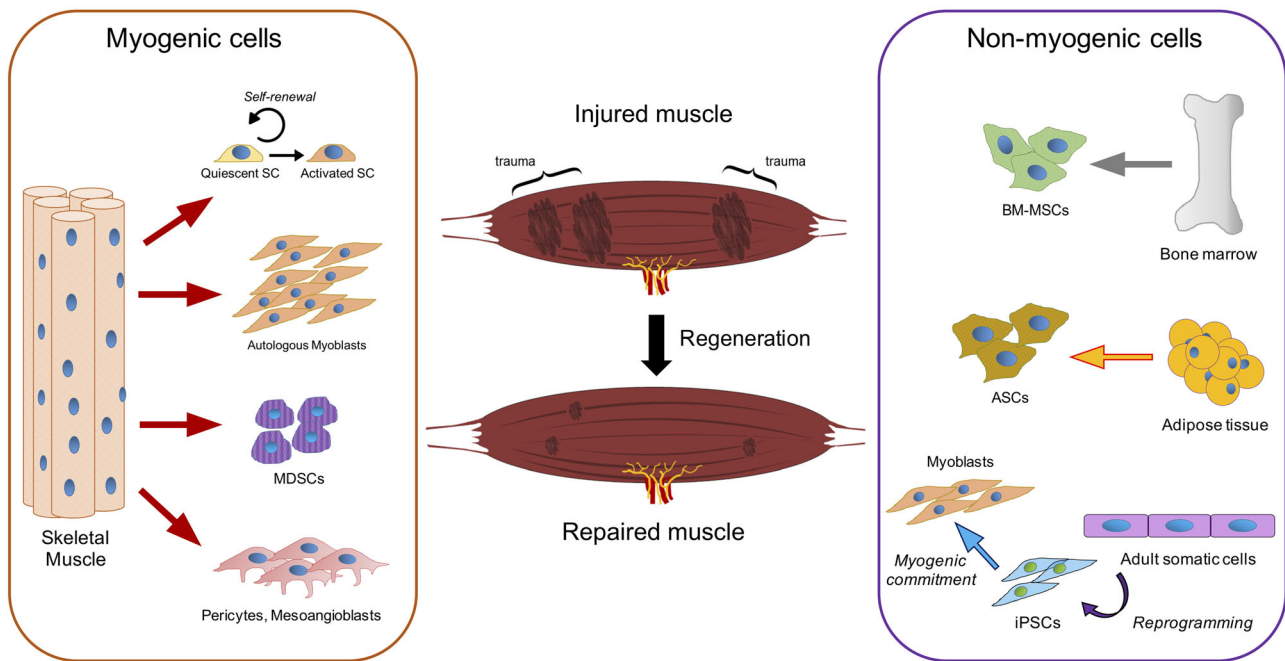 Myogenic cells
Self-renewal
Quiescent SC
Activated SC
Autologous Myoblasts
MDSCs
Pericytes, Mesoangioblasts
Skeletal
Muscle
Injured muscle
trauma
trauma
Regeneration
Repaired muscle
Non-myogenic cells
BM-MSCs
Bone marrow
ASCs
Adipose tissue
Myoblasts
Myogenic
commitment
Adult somatic cells
iPSCs
Reprogramming